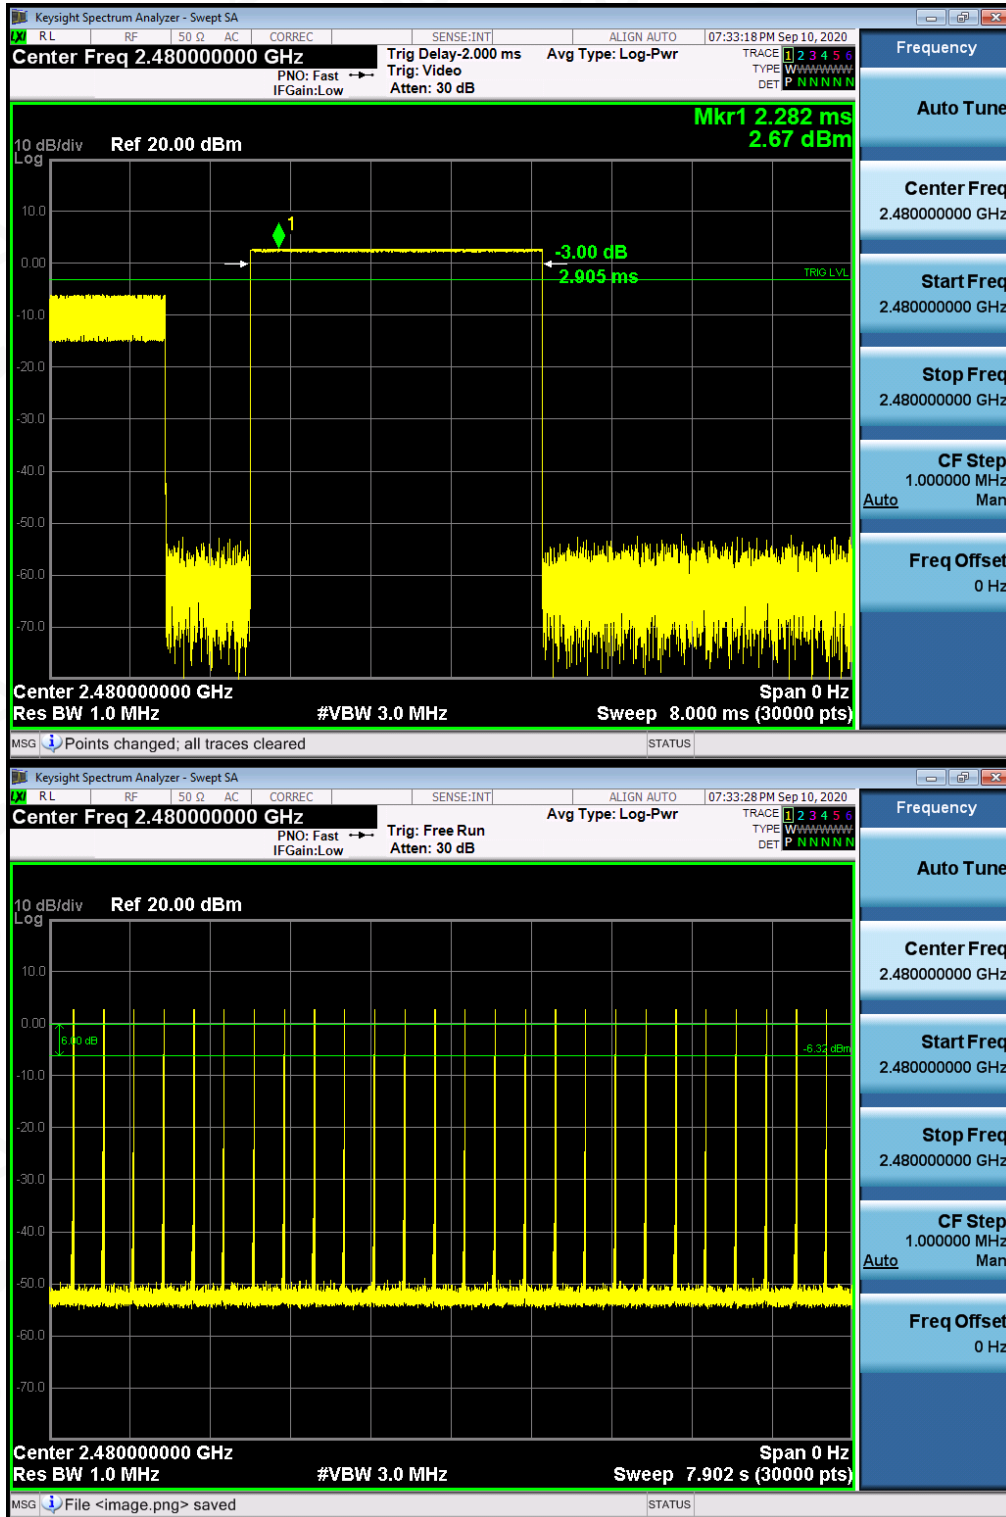 Keysight Spectrum Analyzer - Swept SA
LXI RL RF 50 Ω AC CORREC SENSE:INT ALIGN AUTO 07:33:18 PM Sep 10, 2020
Center Freq 2.480000000 GHz
PNO: Fast
IFGain:Low
Trig Delay-2.000 ms
Trig: Video
Atten: 30 dB
Avg Type: Log-Pwr
TRACE 1 2 3 4 5 6
TYPE WWWWWW
DET P N N N N N
Frequency
Mkr1 2.282 ms
2.67 dBm
10 dB/div Ref 20.00 dBm
Log
10.0
0.00
-10.0
-20.0
-30.0
-40.0
-50.0
-60.0
-70.0
1
-3.00 dB
2.905 ms
TRIG LVL
Center 2.480000000 GHz Span 0 Hz
Res BW 1.0 MHz #VBW 3.0 MHz Sweep 8.000 ms (30000 pts)
MSG Points changed; all traces cleared STATUS
Auto Tune
Center Freq
2.480000000 GHz
Start Freq
2.480000000 GHz
Stop Freq
2.480000000 GHz
CF Step
1.000000 MHz
Auto Man
Freq Offset
0 Hz
Keysight Spectrum Analyzer - Swept SA
LXI RL RF 50 Ω AC CORREC SENSE:INT ALIGN AUTO 07:33:28 PM Sep 10, 2020
Center Freq 2.480000000 GHz
PNO: Fast
IFGain:Low
Trig: Free Run
Atten: 30 dB
Avg Type: Log-Pwr
TRACE 1 2 3 4 5 6
TYPE WWWWWW
DET P N N N N N
Frequency
10 dB/div Ref 20.00 dBm
Log
10.0
0.00
-10.0
-20.0
-30.0
-40.0
-50.0
-60.0
-70.0
6.00 dB
-6.32 dBm
Center 2.480000000 GHz Span 0 Hz
Res BW 1.0 MHz #VBW 3.0 MHz Sweep 7.902 s (30000 pts)
MSG File <image.png> saved STATUS
Auto Tune
Center Freq
2.480000000 GHz
Start Freq
2.480000000 GHz
Stop Freq
2.480000000 GHz
CF Step
1.000000 MHz
Auto Man
Freq Offset
0 Hz